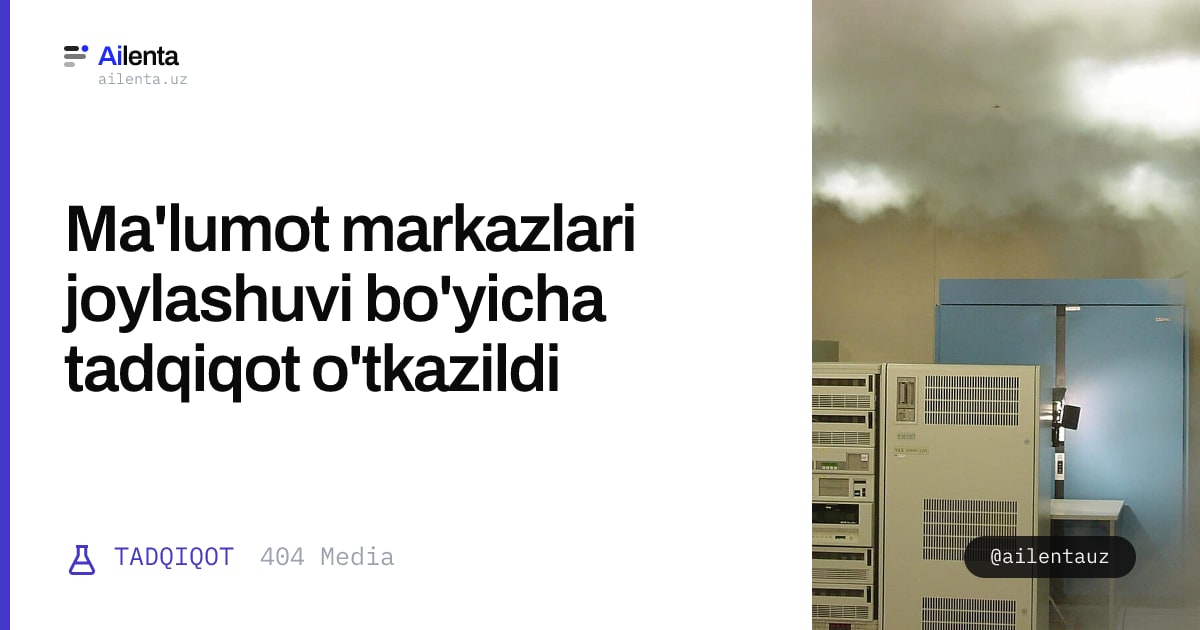 Ailenta
ailenta.uz
Ma'lumot markazlari
joylashuvi bo'yicha
tadqiqot o'tkazildi
TADQIQOT 404 Media
@ailentauz